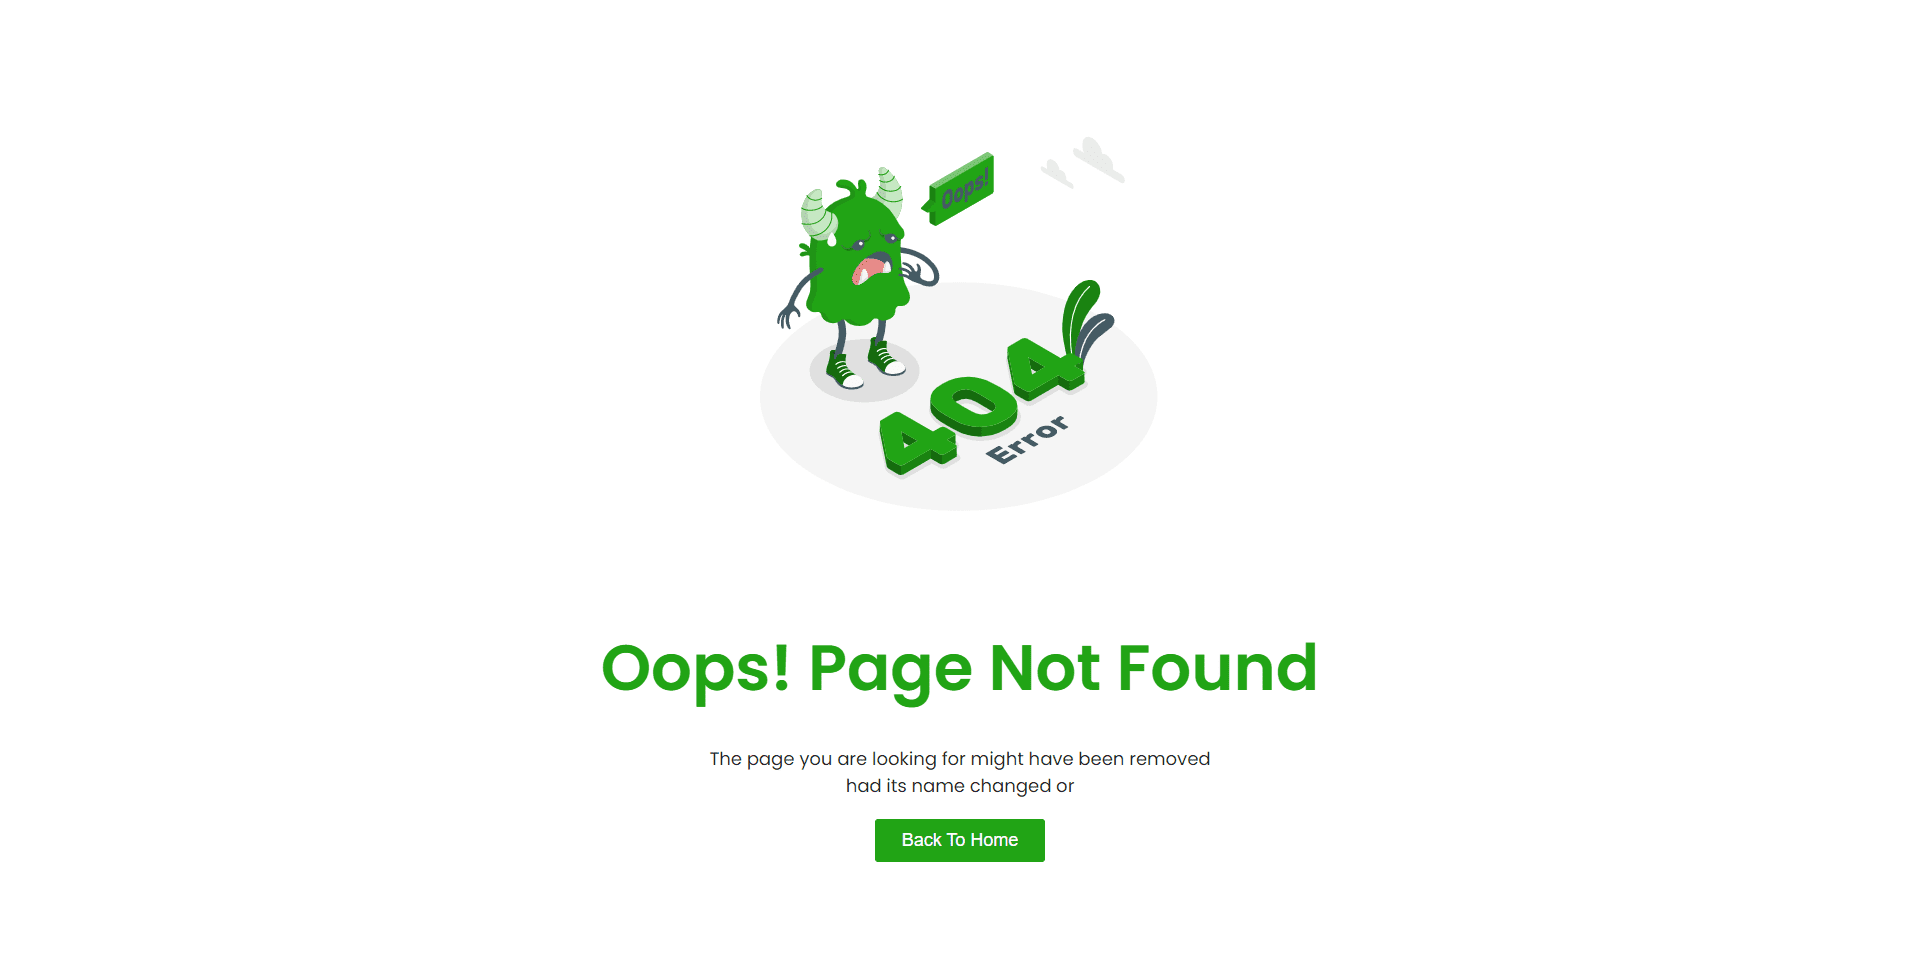 Oops!
404
Error
Oops! Page Not Found
The page you are looking for might have been removed
had its name changed or
Back To Home